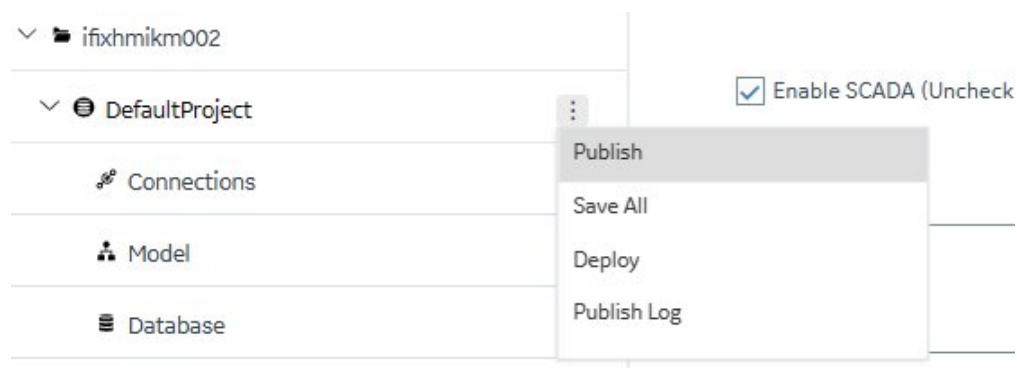 ifixhmikm002
DefaultProject
Enable SCADA (Uncheck
Publish
Connections
Save All
Model
Deploy
Database
Publish Log